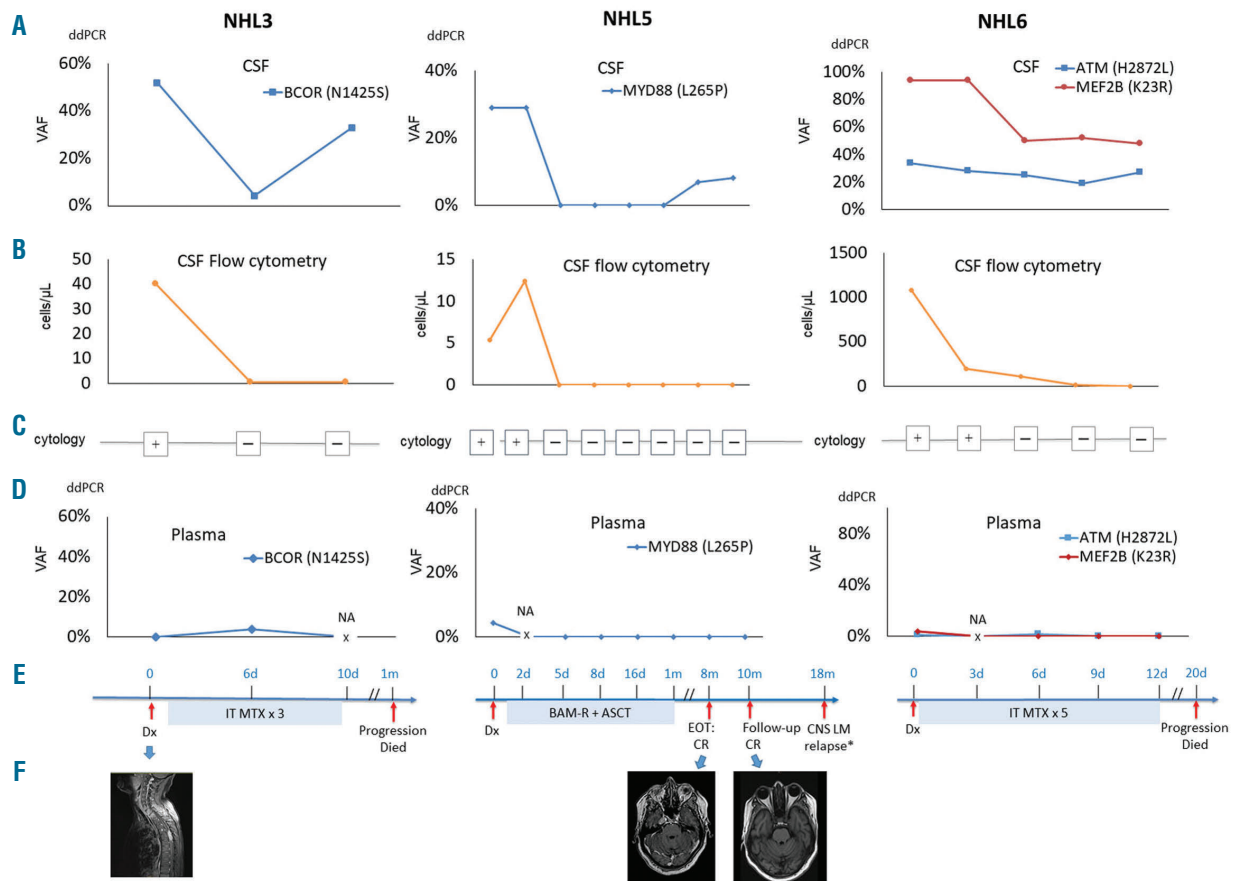 NHL3
NHL5
NHL6
A
ddPCR
60%
40%
20%
0%
VAF
CSF
BCOR (N1425S)
ddPCR
40%
20%
0%
VAF
CSF
MYD88 (L265P)
ddPCR
100%
80%
60%
40%
20%
0%
VAF
CSF
ATM (H2872L)
MEF2B (K23R)
B
50
40
30
20
10
0
cells/µL
CSF Flow cytometry
15
10
5
0
cells/µL
CSF flow cytometry
1500
1000
500
0
cells/µL
CSF flow cytometry
C
cytology + − −
cytology + + − − − − − −
cytology + + − − −
D
ddPCR
60%
40%
20%
0%
VAF
Plasma
BCOR (N1425S)
NA
x
ddPCR
40%
20%
0%
VAF
Plasma
MYD88 (L265P)
NA
x
ddPCR
80%
40%
0%
VAF
Plasma
ATM (H2872L)
MEF2B (K23R)
NA
x
E
0 6d 10d // 1m
IT MTX x 3
Dx
Progression
Died
0 2d 5d 8d 16d 1m // 8m 10m 18m
BAM-R + ASCT
Dx
EOT:
CR
Follow-up
CR
CNS LM
relapse*
0 3d 6d 9d 12d // 20d
IT MTX x 5
Dx
Progression
Died
F